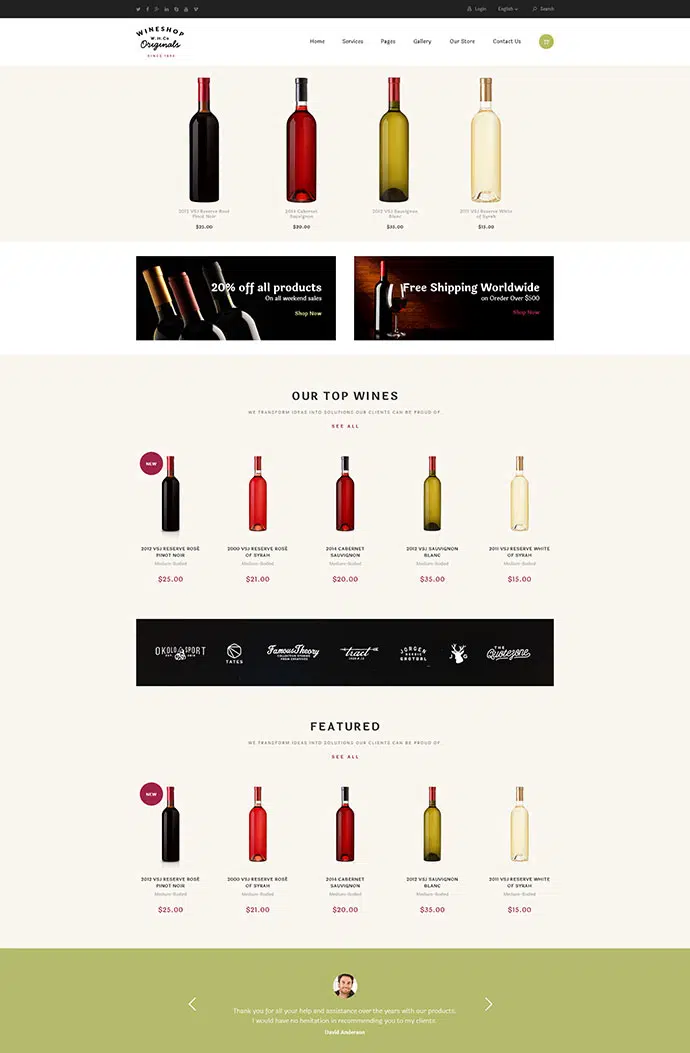 Login
English
Search
WINESHOP
W.H.Co
Originals
SINCE 1894
Home
Services
Pages
Gallery
Our Store
Contact Us
2012 VSJ Reserve Rosé
Pinot Noir
$25.00
2014 Cabernet
Sauvignon
$20.00
2012 VSJ Sauvignon
Blanc
$35.00
2011 VSJ Reserve White
of Syrah
$15.00
20% off all products
On all weekend sales
Shop Now
Free Shipping Worldwide
on Oreder Over $500
Shop Now
OUR TOP WINES
WE TRANSFORM IDEAS INTO SOLUTIONS OUR CLIENTS CAN BE PROUD OF.
SEE ALL
NEW
2012 VSJ RESERVE ROSÉ
PINOT NOIR
Medium-Bodied
$25.00
2000 VSJ RESERVE ROSÉ
OF SYRAH
Medium-Bodied
$21.00
2014 CABERNET
SAUVIGNON
Medium-Bodied
$20.00
2012 VSJ SAUVIGNON
BLANC
Medium-Bodied
$35.00
2011 VSJ RESERVE WHITE
OF SYRAH
Medium-Bodied
$15.00
OKOLO SPORT
TATES
FamousTheory
COLLECTING STORIES
FROM CREATIVES
tract
JORGEN
GROTDAL
J G
THE
Quotezone
FEATURED
WE TRANSFORM IDEAS INTO SOLUTIONS OUR CLIENTS CAN BE PROUD OF.
SEE ALL
NEW
2012 VSJ RESERVE ROSÉ
PINOT NOIR
Medium-Bodied
$25.00
2000 VSJ RESERVE ROSÉ
OF SYRAH
Medium-Bodied
$21.00
2014 CABERNET
SAUVIGNON
Medium-Bodied
$20.00
2012 VSJ SAUVIGNON
BLANC
Medium-Bodied
$35.00
2011 VSJ RESERVE WHITE
OF SYRAH
Medium-Bodied
$15.00
Thank you for all your help and assistance over the years with our products.
I would have no hesitation in recommending you to my clients.
David Anderson